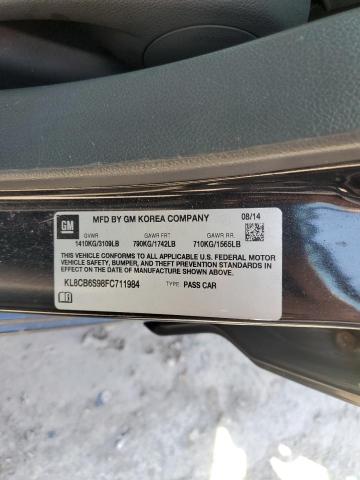 GM
MFD BY GM KOREA COMPANY 08/14
GVWR GAWR FRT. GAWR RR.
1410KG/3109LB 790KG/1742LB 710KG/1565LB
THIS VEHICLE CONFORMS TO ALL APPLICABLE U.S. FEDERAL MOTOR
VEHICLE SAFETY, BUMPER, AND THEFT PREVENTION STANDARDS IN
EFFECT ON THE DATE OF MANUFACTURE SHOWN ABOVE.
KL8CB6S98FC711984 TYPE: PASS CAR